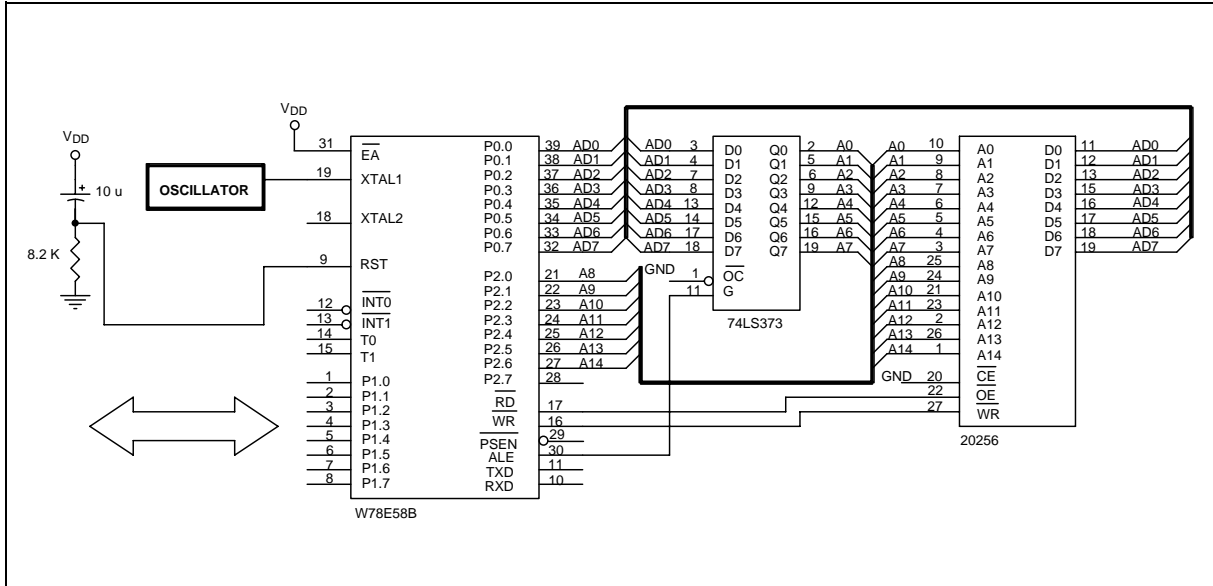 VDD
10 u
8.2 K
OSCILLATOR
VDD
31 EA
19 XTAL1
18 XTAL2
9 RST
12 INT0
13 INT1
14 T0
15 T1
1 P1.0
2 P1.1
3 P1.2
4 P1.3
5 P1.4
6 P1.5
7 P1.6
8 P1.7
P0.0 39 AD0
P0.1 38 AD1
P0.2 37 AD2
P0.3 36 AD3
P0.4 35 AD4
P0.5 34 AD5
P0.6 33 AD6
P0.7 32 AD7
P2.0 21 A8
P2.1 22 A9
P2.2 23 A10
P2.3 24 A11
P2.4 25 A12
P2.5 26 A13
P2.6 27 A14
P2.7 28
RD 17
WR 16
PSEN 29
ALE 30
TXD 11
RXD 10
W78E58B
AD0 3 D0 Q0 2 A0
AD1 4 D1 Q1 5 A1
AD2 7 D2 Q2 6 A2
AD3 8 D3 Q3 9 A3
AD4 13 D4 Q4 12 A4
AD5 14 D5 Q5 15 A5
AD6 17 D6 Q6 16 A6
AD7 18 D7 Q7 19 A7
GND 1 OC
11 G
74LS373
A0 10 A0 D0 11 AD0
A1 9 A1 D1 12 AD1
A2 8 A2 D2 13 AD2
A3 7 A3 D3 15 AD3
A4 6 A4 D4 16 AD4
A5 5 A5 D5 17 AD5
A6 4 A6 D6 18 AD6
A7 3 A7 D7 19 AD7
A8 25 A8
A9 24 A9
A10 21 A10
A11 23 A11
A12 2 A12
A13 26 A13
A14 1 A14
GND 20 CE
22 OE
27 WR
20256